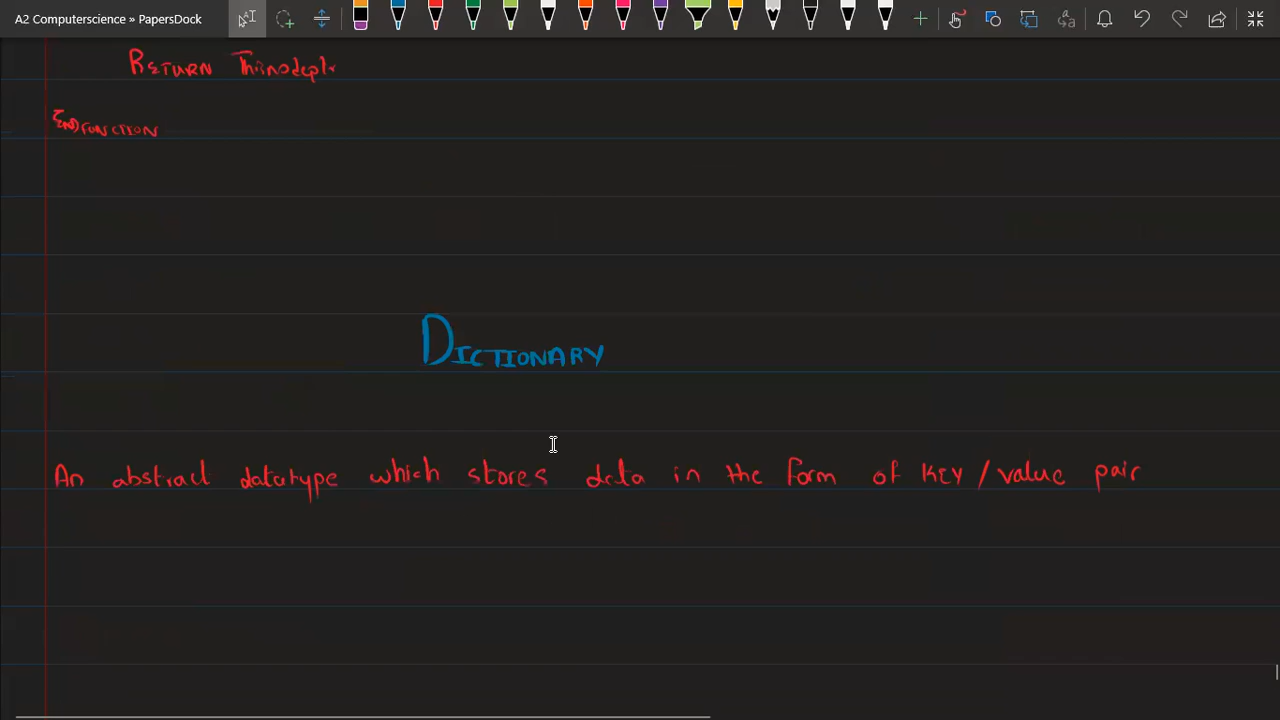 A2 Computerscience » PapersDock
RETURN
ENDFUNCTION
DICTIONARY
An abstract datatype which stores data in the form of key/value pair